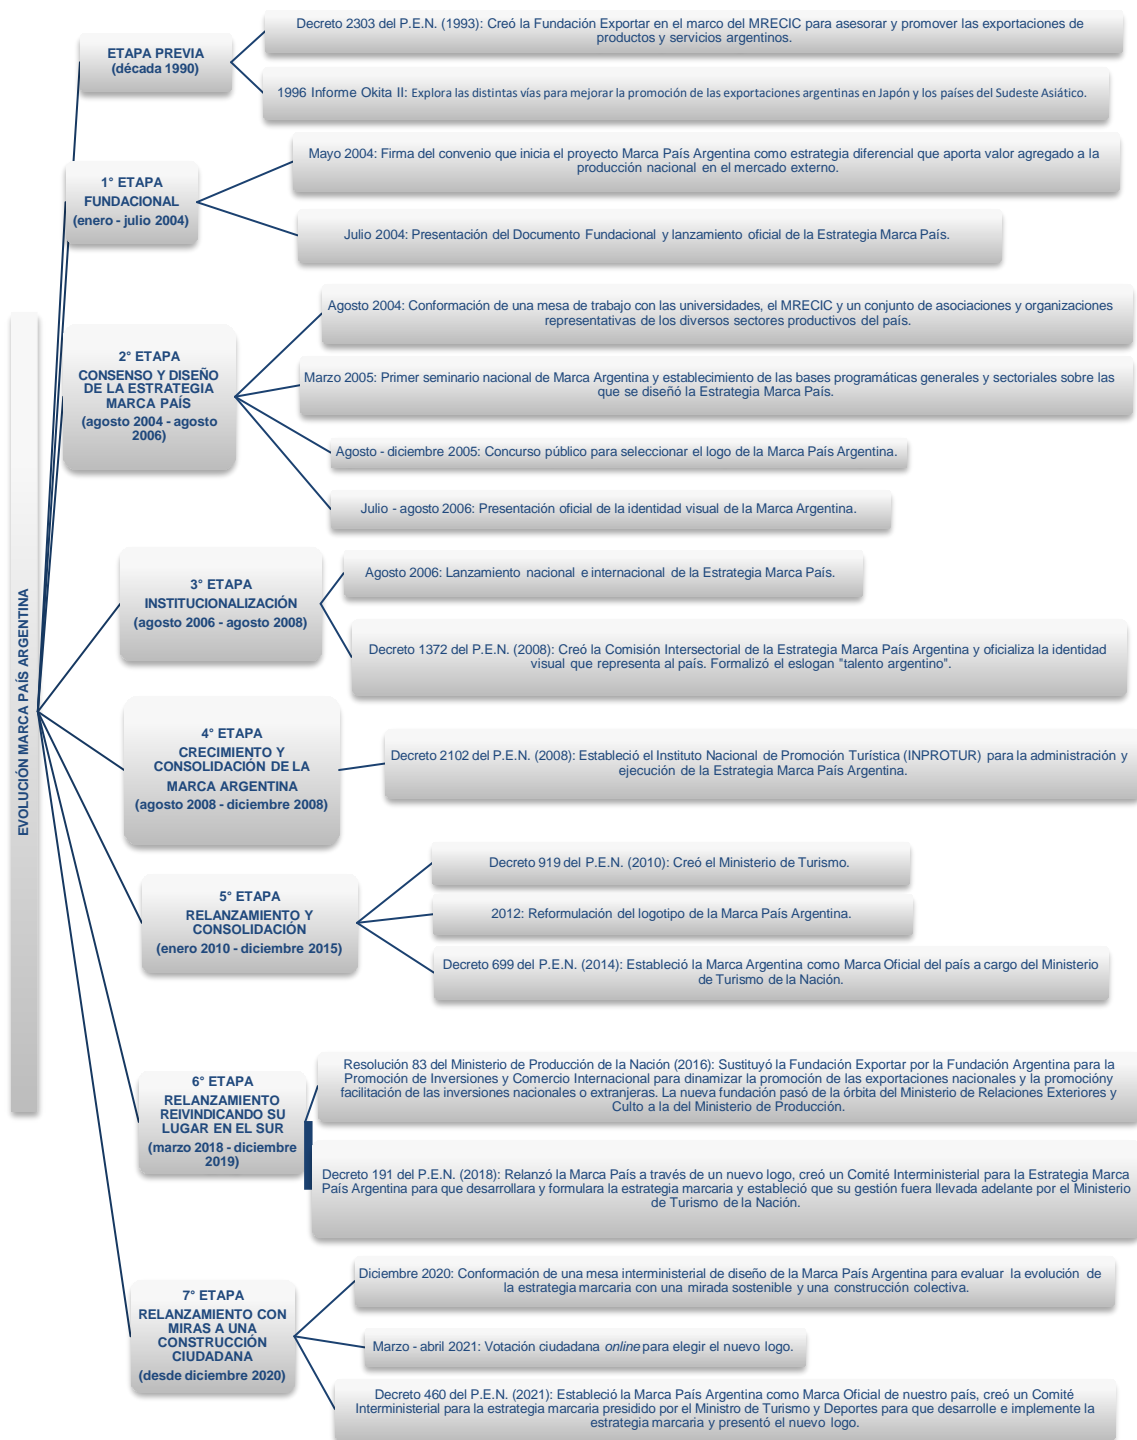 EVOLUCIÓN MARCA PAÍS ARGENTINA
ETAPA PREVIA
(década 1990)
Decreto 2303 del P.E.N. (1993): Creó la Fundación Exportar en el marco del MRECIC para asesorar y promover las exportaciones de
productos y servicios argentinos.
1996 Informe Okita II: Explora las distintas vías para mejorar la promoción de las exportaciones argentinas en Japón y los países del Sudeste Asiático.
1° ETAPA
FUNDACIONAL
(enero - julio 2004)
Mayo 2004: Firma del convenio que inicia el proyecto Marca País Argentina como estrategia diferencial que aporta valor agregado a la
producción nacional en el mercado externo.
Julio 2004: Presentación del Documento Fundacional y lanzamiento oficial de la Estrategia Marca País.
2° ETAPA
CONSENSO Y DISEÑO
DE LA ESTRATEGIA
MARCA PAÍS
(agosto 2004 - agosto
2006)
Agosto 2004: Conformación de una mesa de trabajo con las universidades, el MRECIC y un conjunto de asociaciones y organizaciones
representativas de los diversos sectores productivos del país.
Marzo 2005: Primer seminario nacional de Marca Argentina y establecimiento de las bases programáticas generales y sectoriales sobre las
que se diseñó la Estrategia Marca País.
Agosto - diciembre 2005: Concurso público para seleccionar el logo de la Marca País Argentina.
Julio - agosto 2006: Presentación oficial de la identidad visual de la Marca Argentina.
3° ETAPA
INSTITUCIONALIZACIÓN
(agosto 2006 - agosto 2008)
Agosto 2006: Lanzamiento nacional e internacional de la Estrategia Marca País.
Decreto 1372 del P.E.N. (2008): Creó la Comisión Intersectorial de la Estrategia Marca País Argentina y oficializa la identidad
visual que representa al país. Formalizó el eslogan "talento argentino".
4° ETAPA
CRECIMIENTO Y
CONSOLIDACIÓN DE LA
MARCA ARGENTINA
(agosto 2008 - diciembre 2008)
Decreto 2102 del P.E.N. (2008): Estableció el Instituto Nacional de Promoción Turística (INPROTUR) para la administración y
ejecución de la Estrategia Marca País Argentina.
5° ETAPA
RELANZAMIENTO Y
CONSOLIDACIÓN
(enero 2010 - diciembre 2015)
Decreto 919 del P.E.N. (2010): Creó el Ministerio de Turismo.
2012: Reformulación del logotipo de la Marca País Argentina.
Decreto 699 del P.E.N. (2014): Estableció la Marca Argentina como Marca Oficial del país a cargo del Ministerio
de Turismo de la Nación.
6° ETAPA
RELANZAMIENTO
REIVINDICANDO SU
LUGAR EN EL SUR
(marzo 2018 - diciembre
2019)
Resolución 83 del Ministerio de Producción de la Nación (2016): Sustituyó la Fundación Exportar por la Fundación Argentina para la
Promoción de Inversiones y Comercio Internacional para dinamizar la promoción de las exportaciones nacionales y la promocióny
facilitación de las inversiones nacionales o extranjeras. La nueva fundación pasó de la órbita del Ministerio de Relaciones Exteriores y
Culto a la del Ministerio de Producción.
Decreto 191 del P.E.N. (2018): Relanzó la Marca País a través de un nuevo logo, creó un Comité Interministerial para la Estrategia Marca
País Argentina para que desarrollara y formulara la estrategia marcaria y estableció que su gestión fuera llevada adelante por el Ministerio
de Turismo de la Nación.
7° ETAPA
RELANZAMIENTO CON
MIRAS A UNA
CONSTRUCCIÓN
CIUDADANA
(desde diciembre 2020)
Diciembre 2020: Conformación de una mesa interministerial de diseño de la Marca País Argentina para evaluar la evolución de
la estrategia marcaria con una mirada sostenible y una construcción colectiva.
Marzo - abril 2021: Votación ciudadana online para elegir el nuevo logo.
Decreto 460 del P.E.N. (2021): Estableció la Marca País Argentina como Marca Oficial de nuestro país, creó un Comité
Interministerial para la estrategia marcaria presidido por el Ministro de Turismo y Deportes para que desarrolle e implemente la
estrategia marcaria y presentó el nuevo logo.